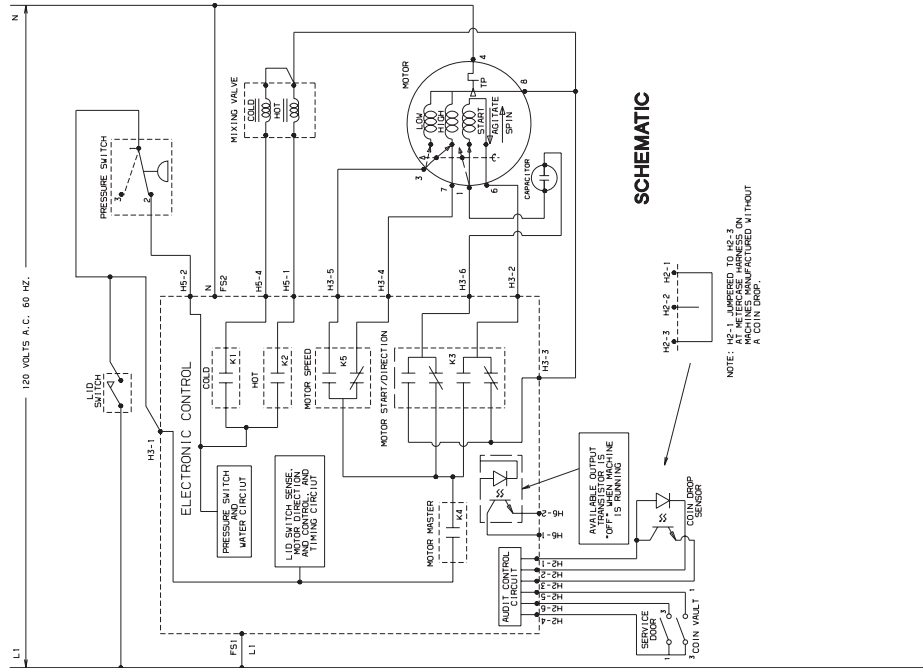 L1
120 VOLTS A.C. 60 HZ.
N
LID
SWITCH
PRESSURE SWITCH
3
1
2
MIXING VALVE
COLD
HOT
MOTOR
4
TP
8
LOW
HIGH
START
AGITATE
SPIN
3
7
1
6
CAPACITOR
SCHEMATIC
H3-1
H5-2
N
FS2
H5-4
H5-1
H3-5
H3-4
H3-6
H3-2
H3-3
ELECTRONIC CONTROL
COLD
K1
HOT
K2
MOTOR SPEED
K5
MOTOR START/DIRECTION
K3
PRESSURE SWITCH
AND
WATER CIRCIUT
LID SWITCH SENSE,
MOTOR DIRECTION
AND CONTROL, AND
TIMING CIRCIUT
MOTOR MASTER
K4
FS1
L1
AUDIT CONTROL
CIRCUIT
H6-2
H6-1
H2-1
H2-2
H2-3
H2-5
H2-6
H2-4
AVAILABLE OUTPUT
TRANSISTOR IS
"OFF" WHEN MACHINE
IS RUNNING
COIN DROP
SENSOR
SERVICE
DOOR
1
3
3
COIN VAULT
1
H2-3
H2-2
H2-1
NOTE: H2-1 JUMPERED TO H2-3
AT METERCASE HARNESS ON
MACHINES MANUFACTURED WITHOUT
A COIN DROP.